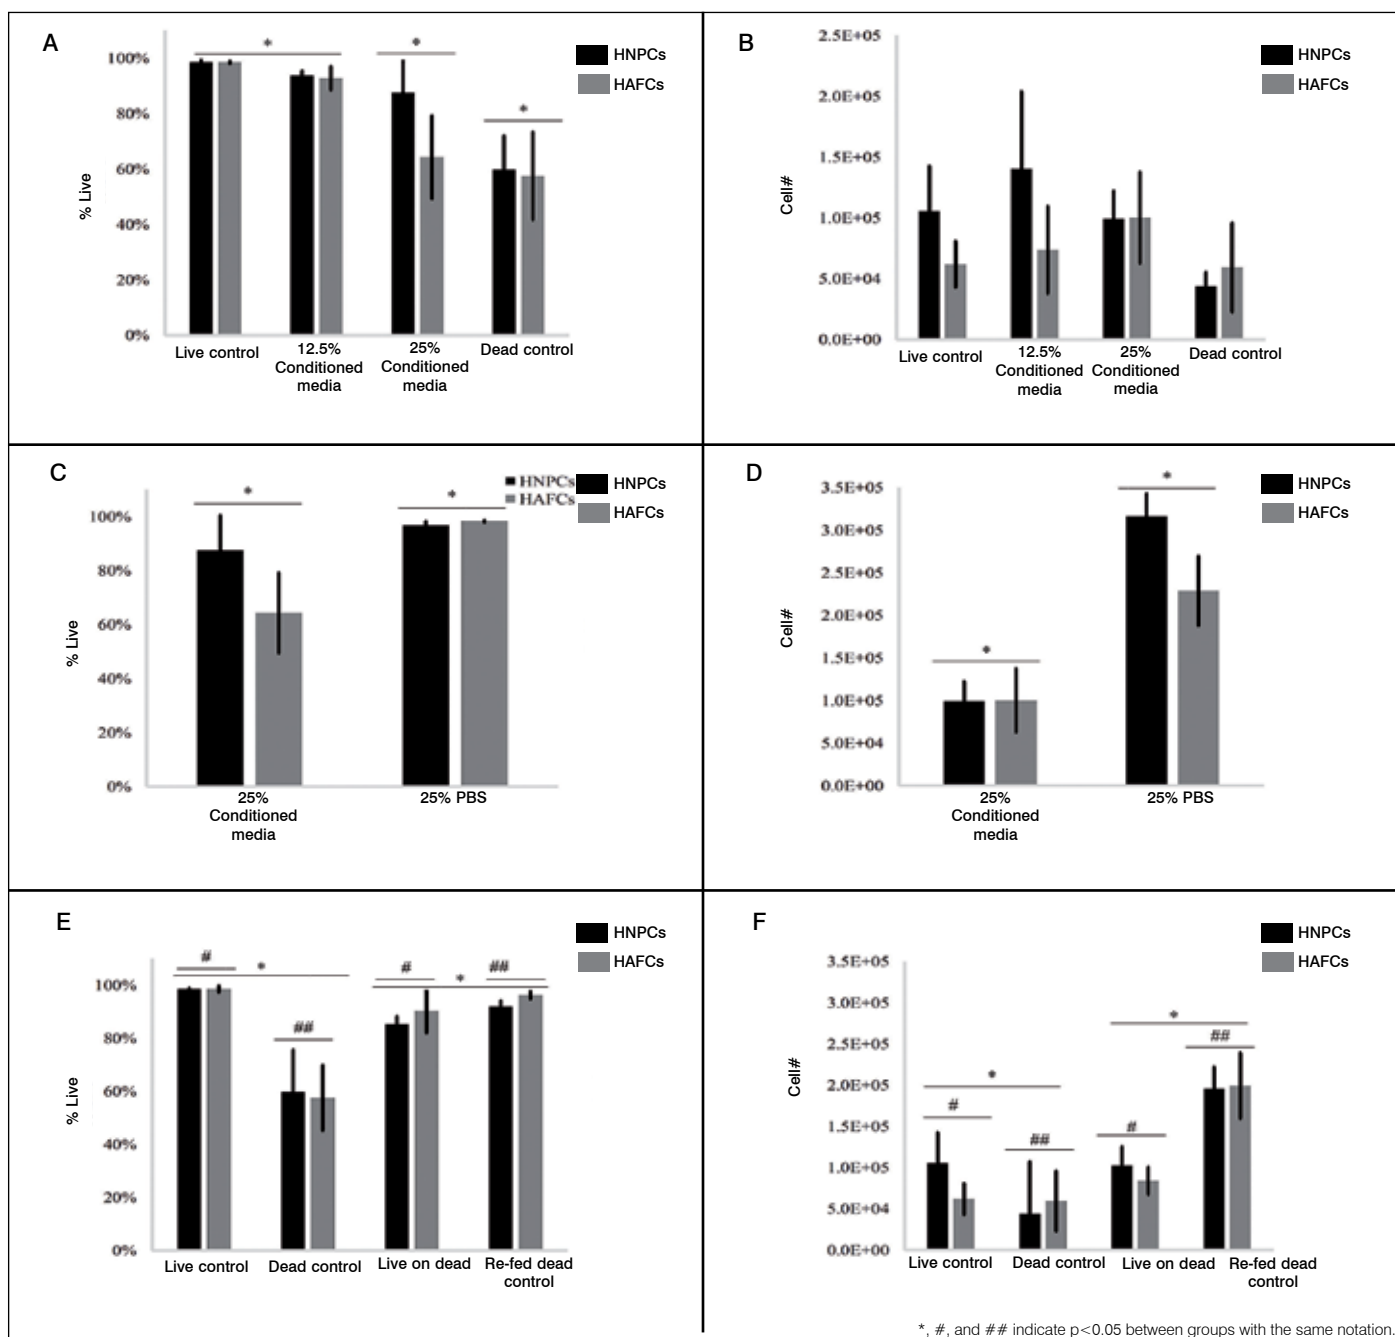 A
*
*
*
HNPCs
HAFCs
100%
80%
60%
40%
20%
0%
% Live
Live control
12.5%
Conditioned
media
25%
Conditioned
media
Dead control
B
HNPCs
HAFCs
2.5E+05
2.0E+05
1.5E+05
1.0E+05
5.0E+04
0.0E+00
Cell#
Live control
12.5%
Conditioned
media
25%
Conditioned
media
Dead control
C
*
*
HNPCs
HAFCs
HNPCs
HAFCs
100%
80%
60%
40%
20%
0%
% Live
25%
Conditioned
media
25% PBS
D
*
*
HNPCs
HAFCs
3.5E+05
3.0E+05
2.5E+05
2.0E+05
1.5E+05
1.0E+05
5.0E+04
0.0E+00
Cell#
25%
Conditioned
media
25% PBS
E
HNPCs
HAFCs
# *
##
# * ##
100%
80%
60%
40%
20%
0%
% Live
Live control
Dead control
Live on dead
Re-fed dead
control
F
HNPCs
HAFCs
3.5E+05
3.0E+05
2.5E+05
2.0E+05
1.5E+05
1.0E+05
5.0E+04
0.0E+00
Cell#
*
#
##
#
*
##
Live control
Dead control
Live on dead
Re-fed dead
control
*, #, and ## indicate p<0.05 between groups with the same notation.